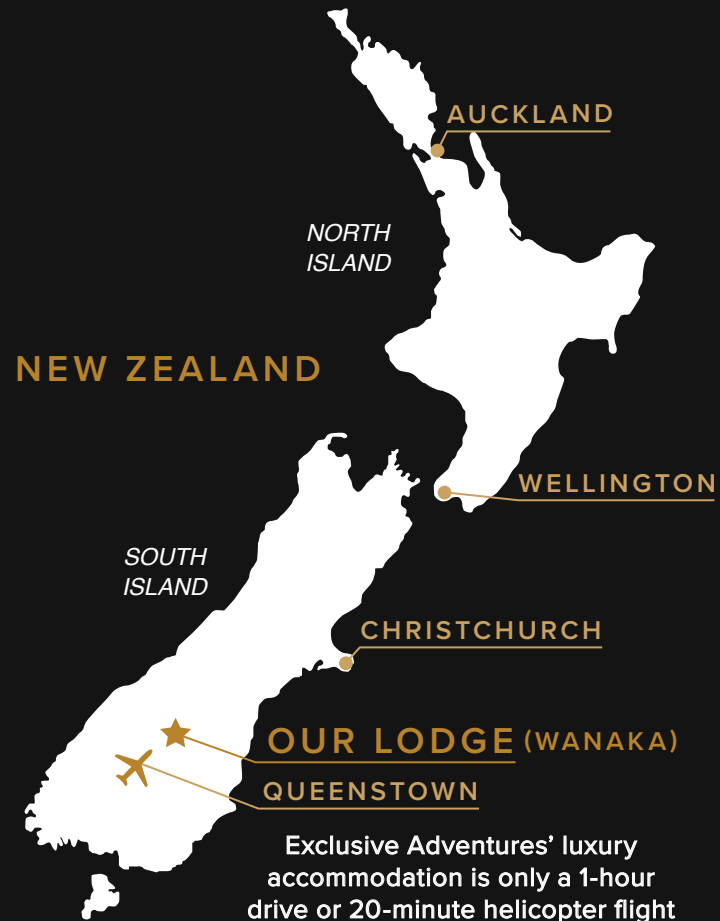 AUCKLAND
NORTH
ISLAND
NEW ZEALAND
WELLINGTON
SOUTH
ISLAND
CHRISTCHURCH
OUR LODGE (WANAKA)
QUEENSTOWN
Exclusive Adventures’ luxury
accommodation is only a 1-hour
drive or 20-minute helicopter flight